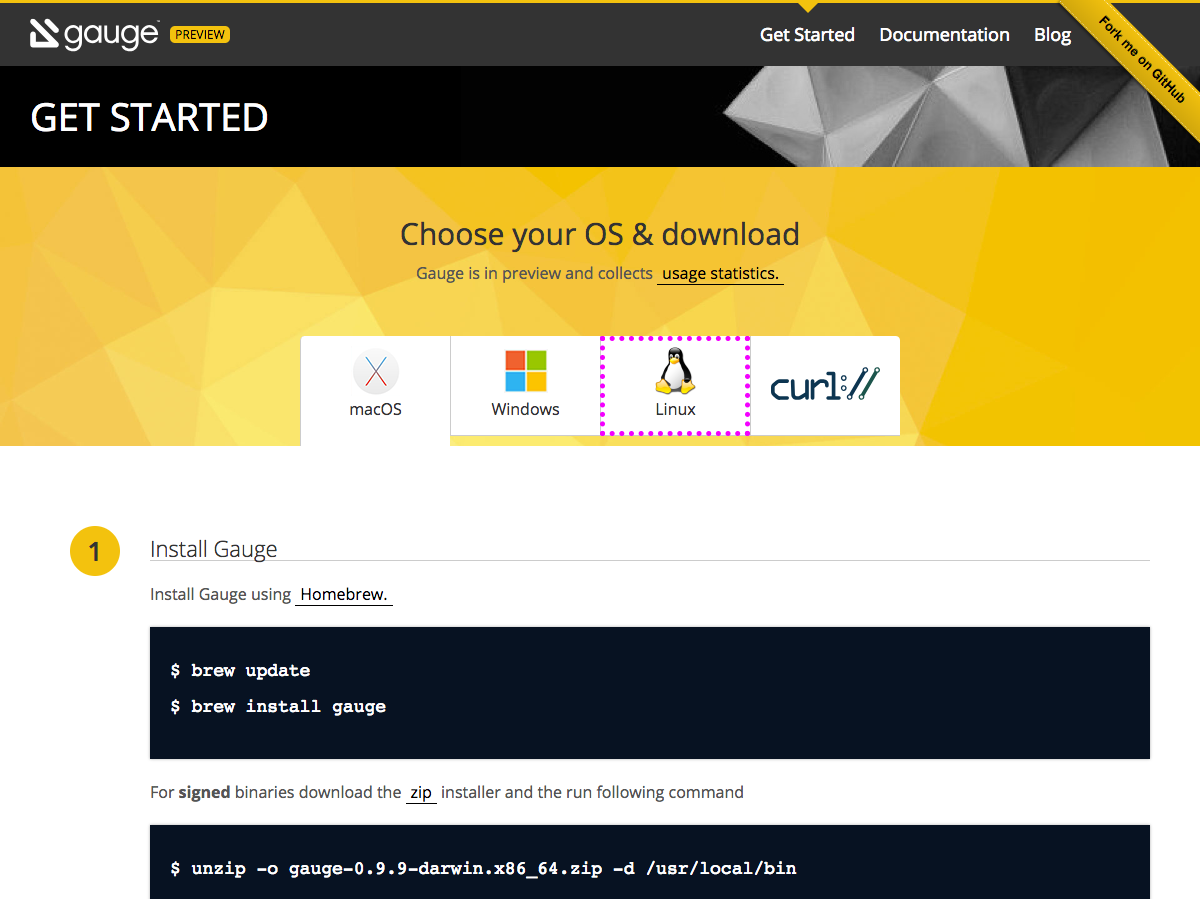 gauge™ PREVIEW Get Started Documentation Blog
Fork me on GitHub
GET STARTED
Choose your OS & download
Gauge is in preview and collects usage statistics.
macOS Windows Linux curl://
1 Install Gauge
Install Gauge using Homebrew.
$ brew update
$ brew install gauge
For signed binaries download the zip installer and the run following command
$ unzip -o gauge-0.9.9-darwin.x86_64.zip -d /usr/local/bin